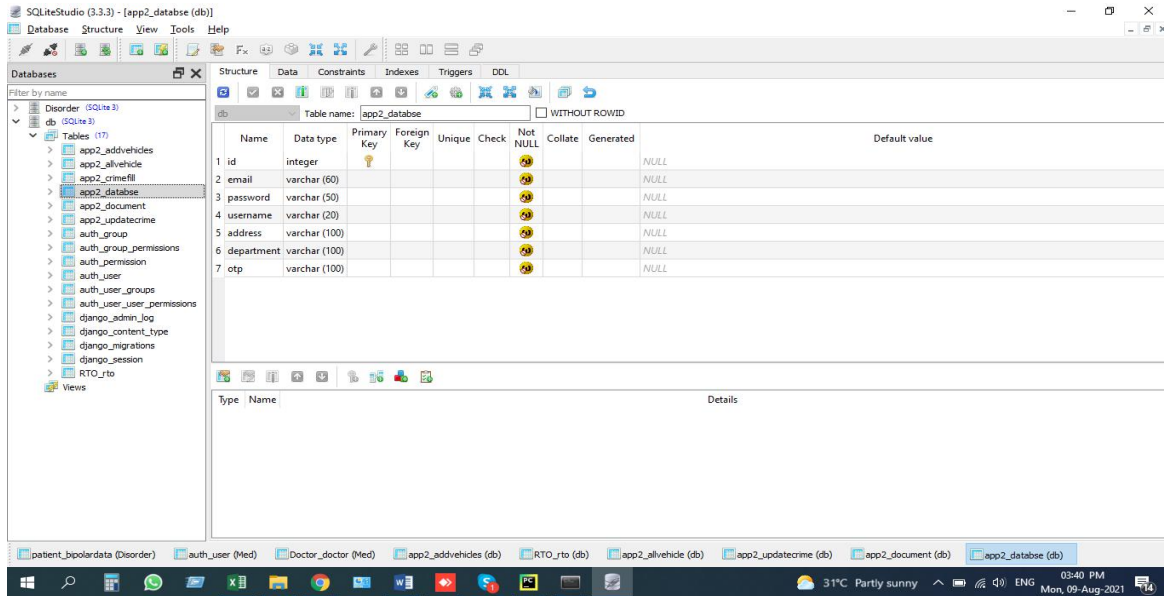 SQLiteStudio (3.3.3) - [app2_databse (db)]
Database Structure View Tools Help
Databases
Filter by name
Disorder (SQLite 3)
db (SQLite 3)
Tables (17)
app2_addvehicles
app2_allvehicle
app2_crimefill
app2_databse
app2_document
app2_updatecrime
auth_group
auth_group_permissions
auth_permission
auth_user
auth_user_groups
auth_user_user_permissions
django_admin_log
django_content_type
django_migrations
django_session
RTO_rto
Views
Structure Data Constraints Indexes Triggers DDL
db Table name: app2_databse WITHOUT ROWID
Name Data type Primary Key Foreign Key Unique Check Not NULL Collate Generated Default value
1 id integer NULL
2 email varchar (60) NULL
3 password varchar (50) NULL
4 username varchar (20) NULL
5 address varchar (100) NULL
6 department varchar (100) NULL
7 otp varchar (100) NULL
Type Name Details
patient_bipolardata (Disorder) auth_user (Med) Doctor_doctor (Med) app2_addvehicles (db) RTO_rto (db) app2_allvehicle (db) app2_updatecrime (db) app2_document (db) app2_databse (db)
31°C Partly sunny ENG 03:40 PM
Mon, 09-Aug-2021 14